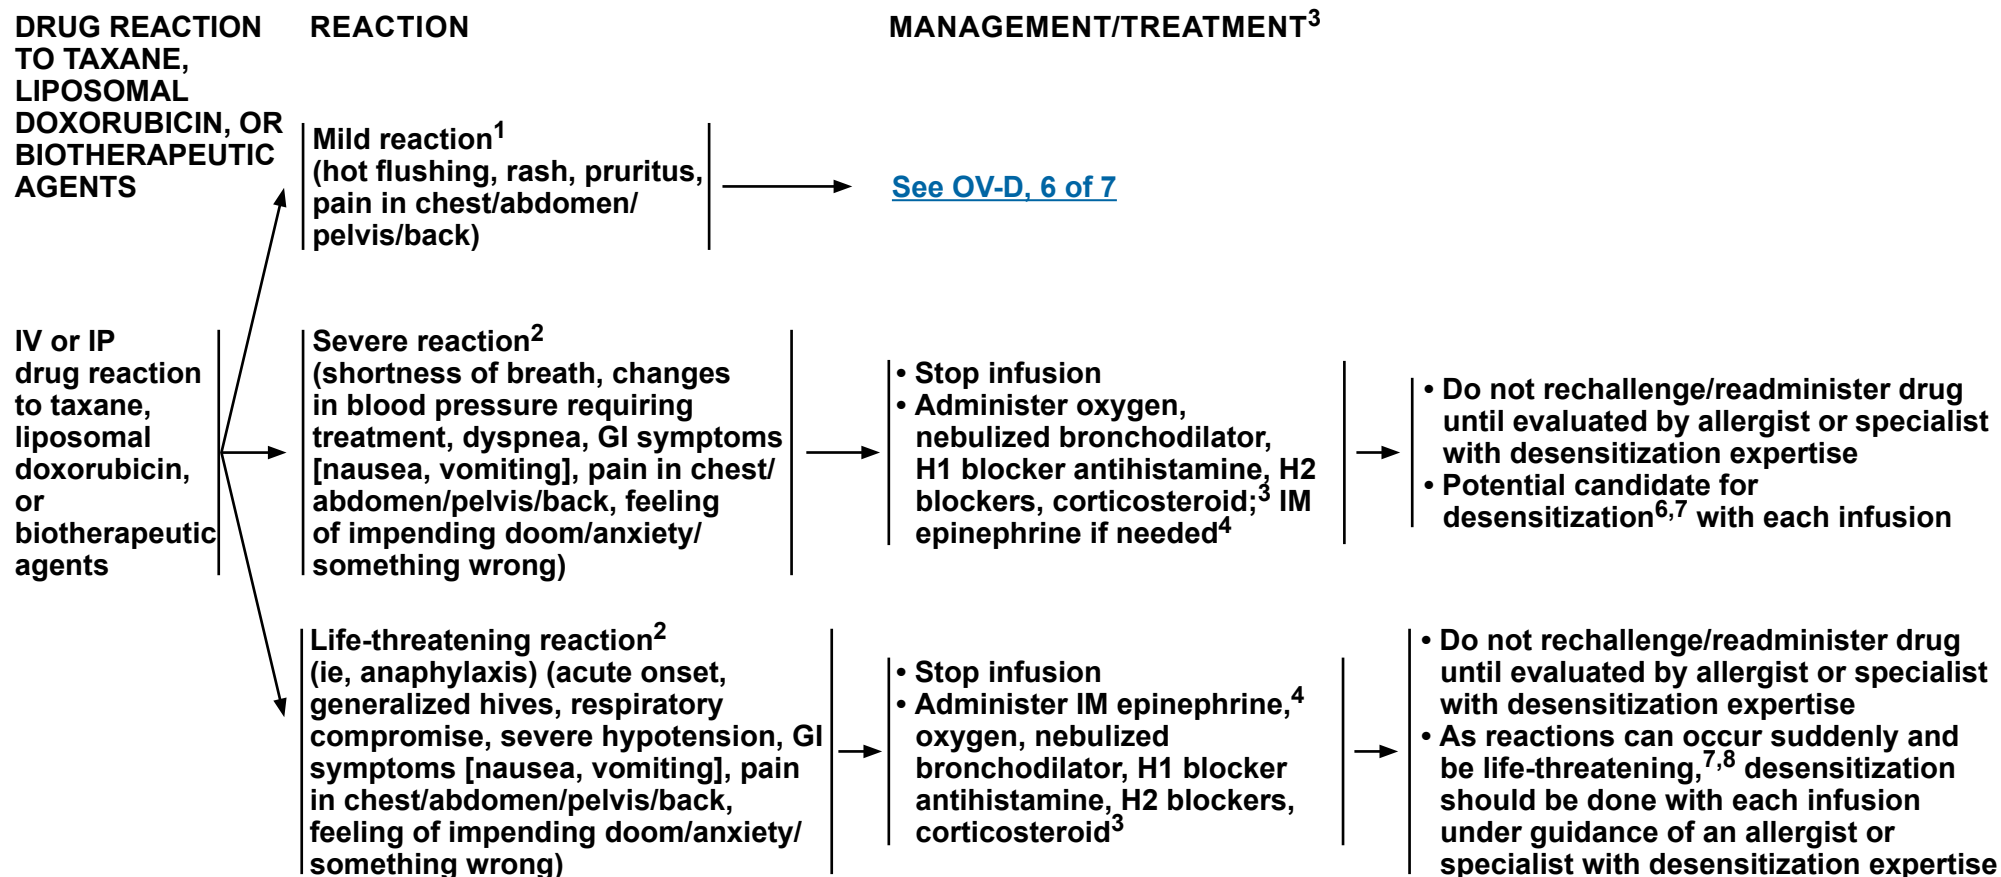 DRUG REACTION
TO TAXANE,
LIPOSOMAL
DOXORUBICIN, OR
BIOTHERAPEUTIC
AGENTS
REACTION
MANAGEMENT/TREATMENT3
Mild reaction1
(hot flushing, rash, pruritus,
pain in chest/abdomen/
pelvis/back)
See OV-D, 6 of 7
IV or IP
drug reaction
to taxane,
liposomal
doxorubicin,
or
biotherapeutic
agents
Severe reaction2
(shortness of breath, changes
in blood pressure requiring
treatment, dyspnea, GI symptoms
[nausea, vomiting], pain in chest/
abdomen/pelvis/back, feeling
of impending doom/anxiety/
something wrong)
• Stop infusion
• Administer oxygen,
nebulized bronchodilator,
H1 blocker antihistamine, H2
blockers, corticosteroid;3 IM
epinephrine if needed4
• Do not rechallenge/readminister drug
until evaluated by allergist or specialist
with desensitization expertise
• Potential candidate for
desensitization6,7 with each infusion
Life-threatening reaction2
(ie, anaphylaxis) (acute onset,
generalized hives, respiratory
compromise, severe hypotension, GI
symptoms [nausea, vomiting], pain
in chest/abdomen/pelvis/back,
feeling of impending doom/anxiety/
something wrong)
• Stop infusion
• Administer IM epinephrine,4
oxygen, nebulized
bronchodilator, H1 blocker
antihistamine, H2 blockers,
corticosteroid3
• Do not rechallenge/readminister drug
until evaluated by allergist or specialist
with desensitization expertise
• As reactions can occur suddenly and
be life-threatening,7,8 desensitization
should be done with each infusion
under guidance of an allergist or
specialist with desensitization expertise